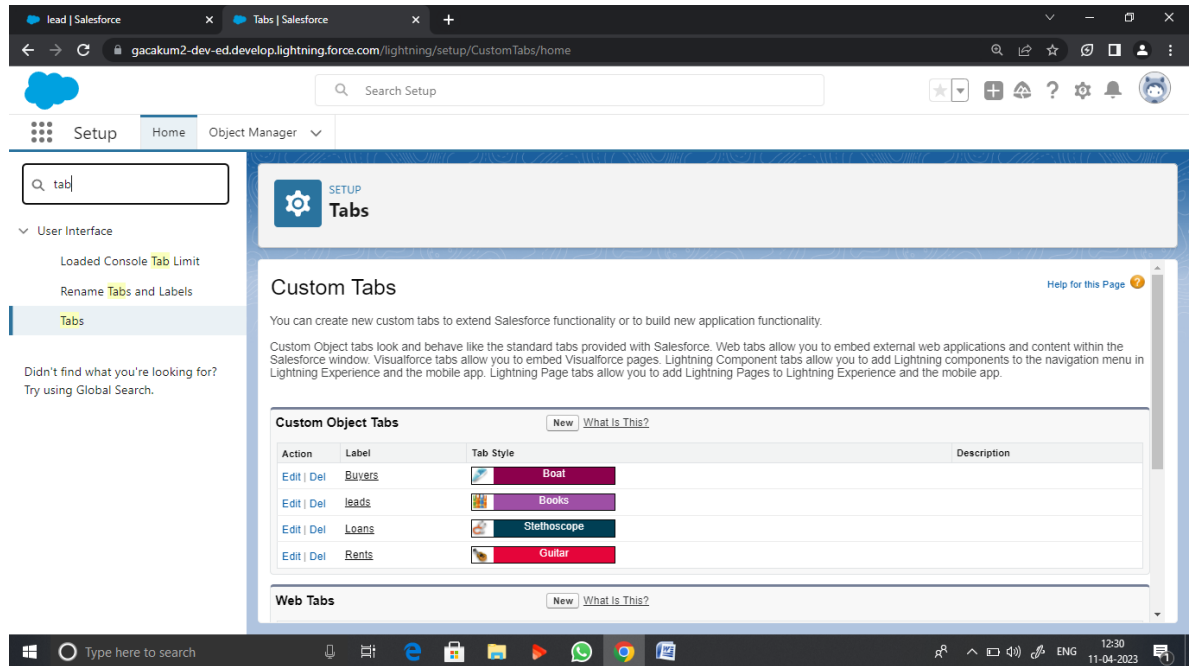 lead | Salesforce
Tabs | Salesforce
gacakum2-dev-ed.develop.lightning.force.com/lightning/setup/CustomTabs/home
Search Setup
Setup Home Object Manager
tab
User Interface
Loaded Console Tab Limit
Rename Tabs and Labels
Tabs
Didn't find what you're looking for?
Try using Global Search.
SETUP
Tabs
Custom Tabs
Help for this Page ?
You can create new custom tabs to extend Salesforce functionality or to build new application functionality.
Custom Object tabs look and behave like the standard tabs provided with Salesforce. Web tabs allow you to embed external web applications and content within the
Salesforce window. Visualforce tabs allow you to embed Visualforce pages. Lightning Component tabs allow you to add Lightning components to the navigation menu in
Lightning Experience and the mobile app. Lightning Page tabs allow you to add Lightning Pages to Lightning Experience and the mobile app.
Custom Object Tabs New What Is This?
Action Label Tab Style Description
Edit | Del Buyers Boat
Edit | Del leads Books
Edit | Del Loans Stethoscope
Edit | Del Rents Guitar
Web Tabs New What Is This?
Type here to search
ENG
12:30
11-04-2023
1